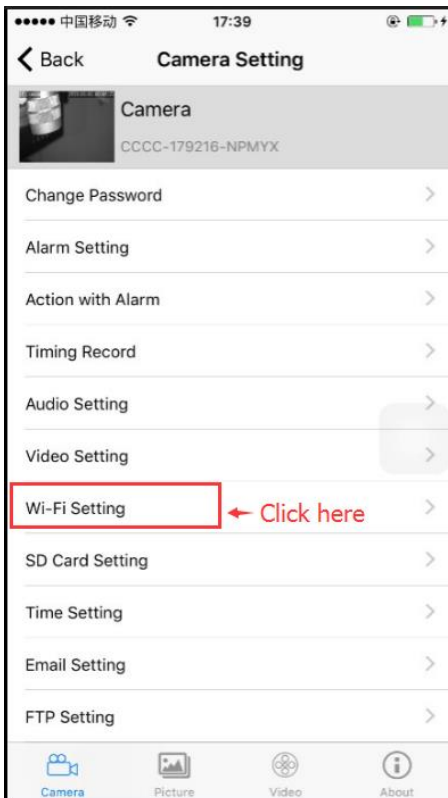 中国移动 17:39
Back Camera Setting
Camera
CCCC-179216-NPMYX
Change Password
Alarm Setting
Action with Alarm
Timing Record
Audio Setting
Video Setting
Wi-Fi Setting
Click here
SD Card Setting
Time Setting
Email Setting
FTP Setting
Camera Picture Video About